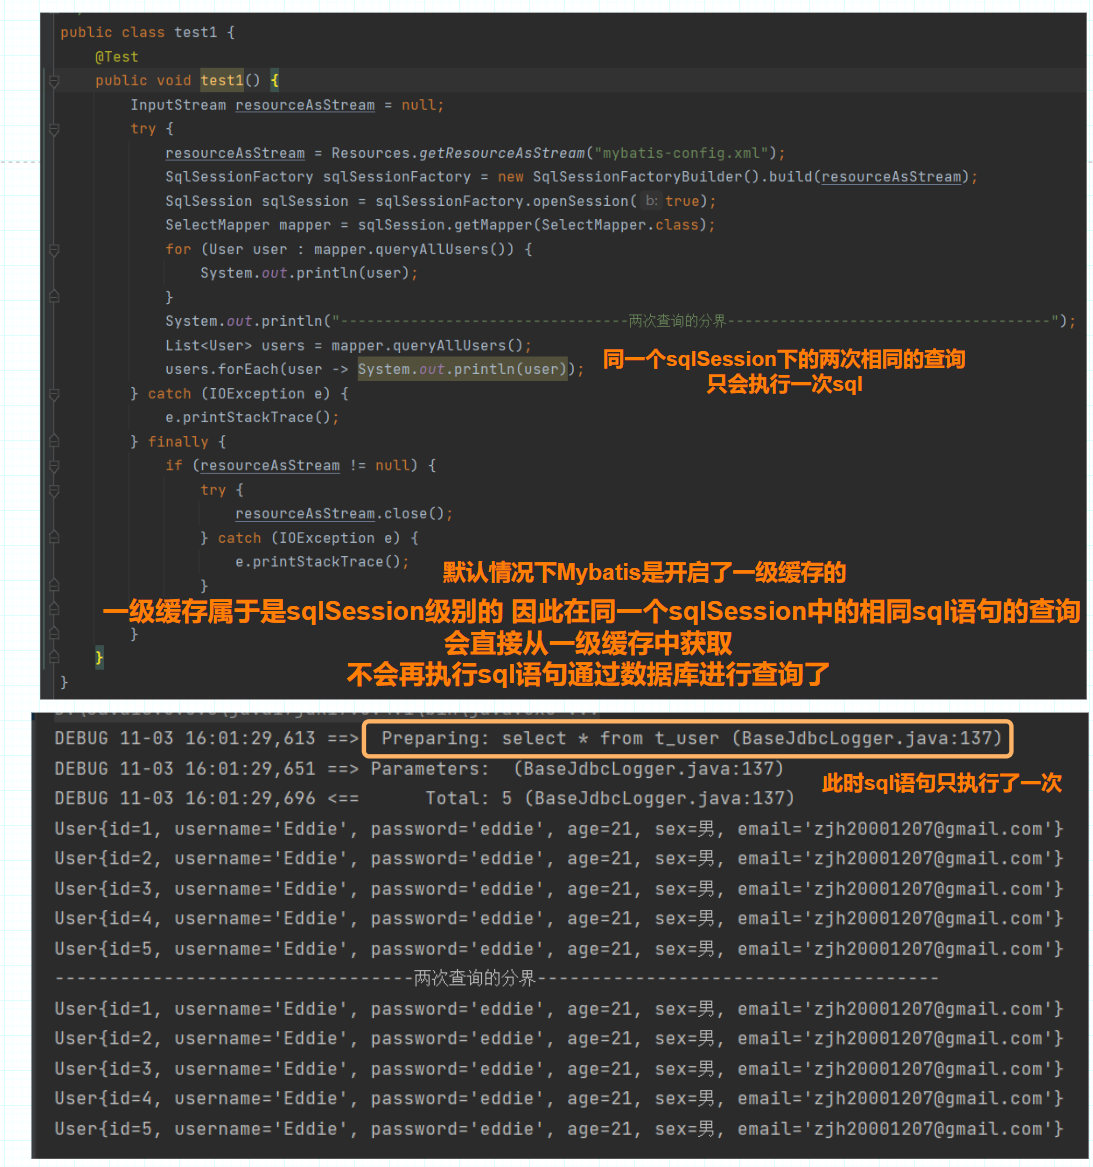 public class test1 {
@Test
public void test1() {
InputStream resourceAsStream = null;
try {
resourceAsStream = Resources.getResourceAsStream("mybatis-config.xml");
SqlSessionFactory sqlSessionFactory = new SqlSessionFactoryBuilder().build(resourceAsStream);
SqlSession sqlSession = sqlSessionFactory.openSession( b: true);
SelectMapper mapper = sqlSession.getMapper(SelectMapper.class);
for (User user : mapper.queryAllUsers()) {
System.out.println(user);
}
System.out.println("---------------------------------两次查询的分界-------------------------------------");
List<User> users = mapper.queryAllUsers();
users.forEach(user -> System.out.println(user));
同一个sqlSession下的两次相同的查询
只会执行一次sql
} catch (IOException e) {
e.printStackTrace();
} finally {
if (resourceAsStream != null) {
try {
resourceAsStream.close();
} catch (IOException e) {
e.printStackTrace();
}
默认情况下Mybatis是开启了一级缓存的
一级缓存属于是sqlSession级别的 因此在同一个sqlSession中的相同sql语句的查询
会直接从一级缓存中获取
不会再执行sql语句通过数据库进行查询了
}
}
}
DEBUG 11-03 16:01:29,613 ==>  Preparing: select * from t_user (BaseJdbcLogger.java:137)
DEBUG 11-03 16:01:29,651 ==> Parameters:  (BaseJdbcLogger.java:137)
此时sql语句只执行了一次
DEBUG 11-03 16:01:29,696 <==      Total: 5 (BaseJdbcLogger.java:137)
User{id=1, username='Eddie', password='eddie', age=21, sex=男, email='zjh20001207@gmail.com'}
User{id=2, username='Eddie', password='eddie', age=21, sex=男, email='zjh20001207@gmail.com'}
User{id=3, username='Eddie', password='eddie', age=21, sex=男, email='zjh20001207@gmail.com'}
User{id=4, username='Eddie', password='eddie', age=21, sex=男, email='zjh20001207@gmail.com'}
User{id=5, username='Eddie', password='eddie', age=21, sex=男, email='zjh20001207@gmail.com'}
---------------------------------两次查询的分界-------------------------------------
User{id=1, username='Eddie', password='eddie', age=21, sex=男, email='zjh20001207@gmail.com'}
User{id=2, username='Eddie', password='eddie', age=21, sex=男, email='zjh20001207@gmail.com'}
User{id=3, username='Eddie', password='eddie', age=21, sex=男, email='zjh20001207@gmail.com'}
User{id=4, username='Eddie', password='eddie', age=21, sex=男, email='zjh20001207@gmail.com'}
User{id=5, username='Eddie', password='eddie', age=21, sex=男, email='zjh20001207@gmail.com'}